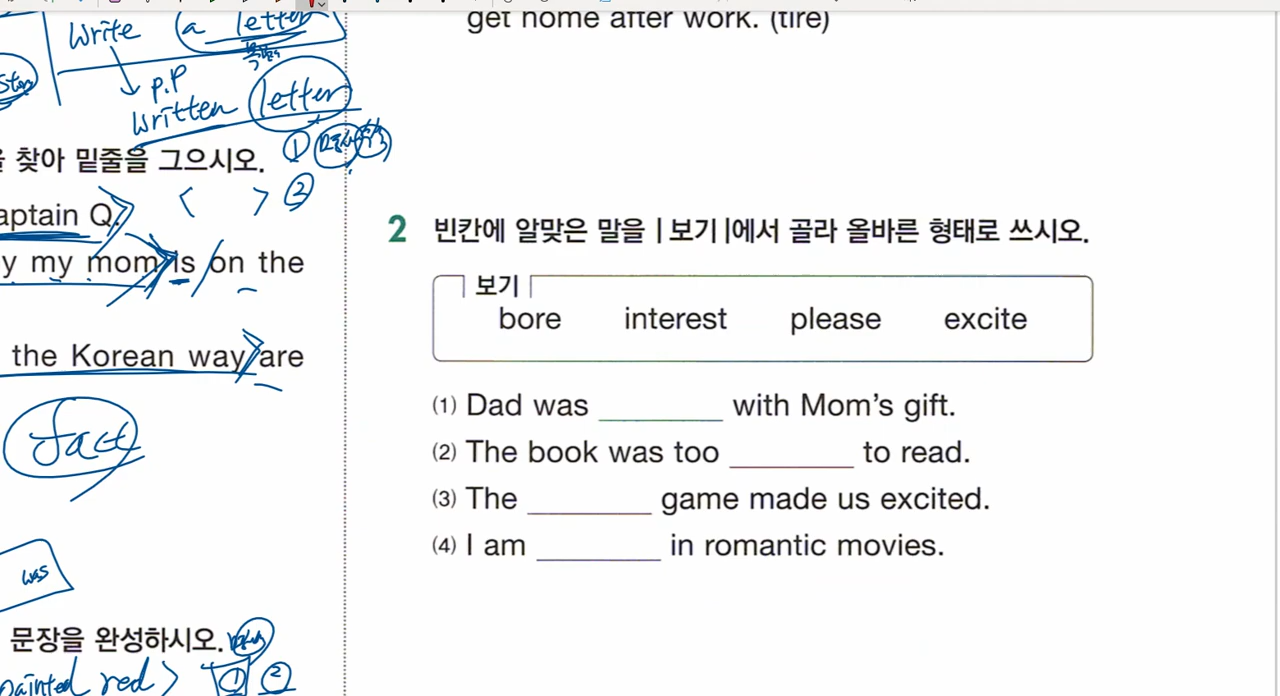 get home after work. (tire)
write a letter
p.p
written letter
①
찾아 밑줄을 그으시오.
②
aptain Q.
y my mom is on the
the Korean way are
fact
was
문장을 완성하시오.
painted red
① ②
2 빈칸에 알맞은 말을 |보기|에서 골라 올바른 형태로 쓰시오.
보기
bore interest please excite
(1) Dad was ________ with Mom's gift.
(2) The book was too ________ to read.
(3) The ________ game made us excited.
(4) I am ________ in romantic movies.